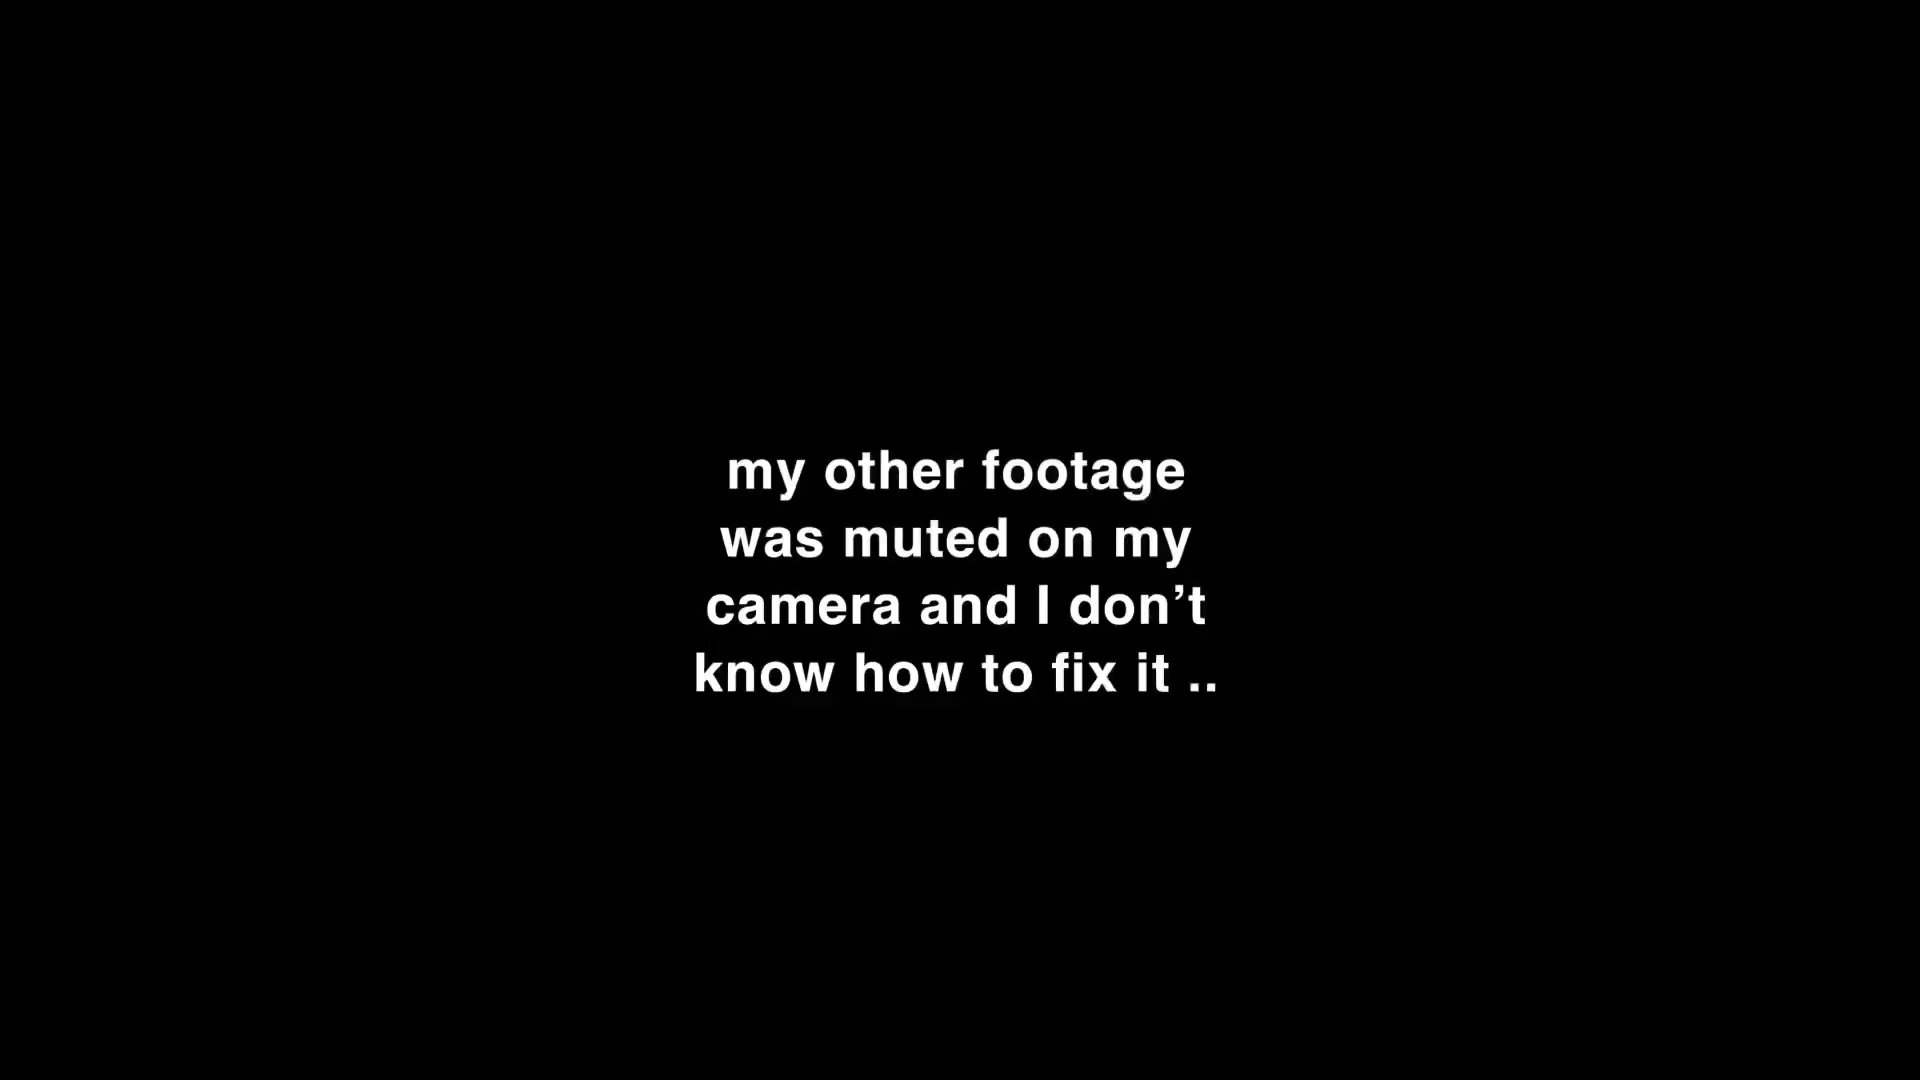 my other footage
was muted on my
camera and I don’t
know how to fix it ..